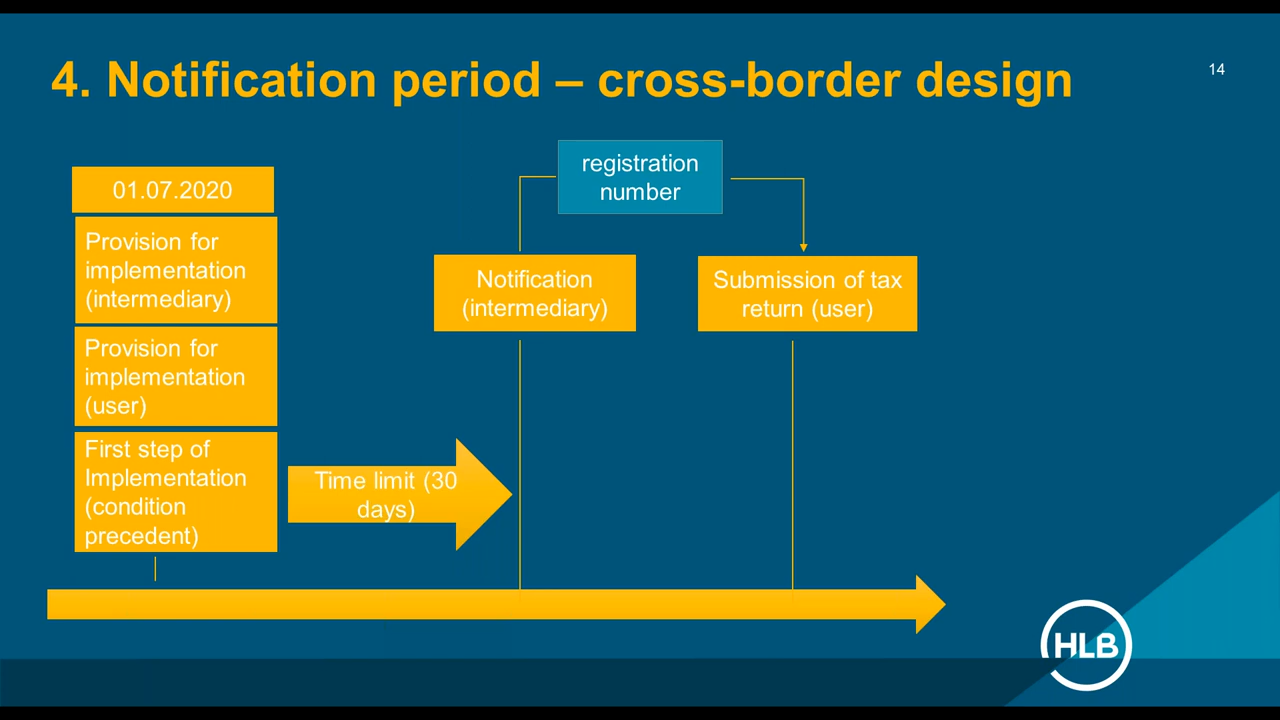 4. Notification period – cross-border design
14
registration
number
01.07.2020
Provision for
implementation
(intermediary)
Notification
(intermediary)
Submission of tax
return (user)
Provision for
implementation
(user)
First step of
Implementation
(condition
precedent)
Time limit (30
days)
HLB